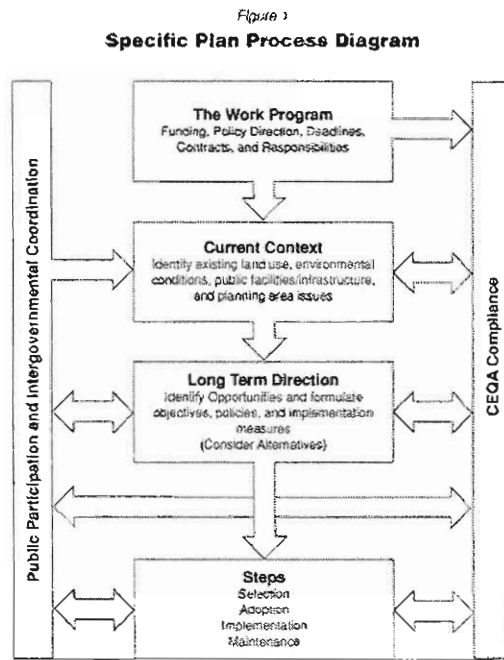 Figure 1
Specific Plan Process Diagram
Public Participation and Intergovernmental Coordination
The Work Program
Funding, Policy Direction, Deadlines,
Contracts, and Responsibilities
Current Context
Identify existing land use, environmental
conditions, public facilities/infrastructure,
and planning area issues
Long Term Direction
Identify Opportunities and formulate
objectives, policies, and implementation
measures
(Consider Alternatives)
Steps
Selection
Adoption
Implementation
Maintenance
CEQA Compliance